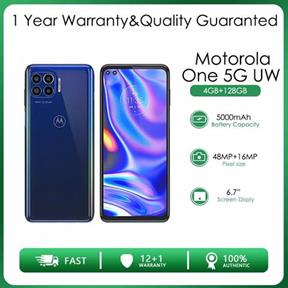 1 Year Warranty&Quality Guaranted
Motorola
One 5G UW
4GB+128GB
5000mAh
Battery Capacity
48MP+16MP
Pixel size
6.7''
Screen Disply
FAST
12+1
WARRANTY
100%
AUTHENTIC